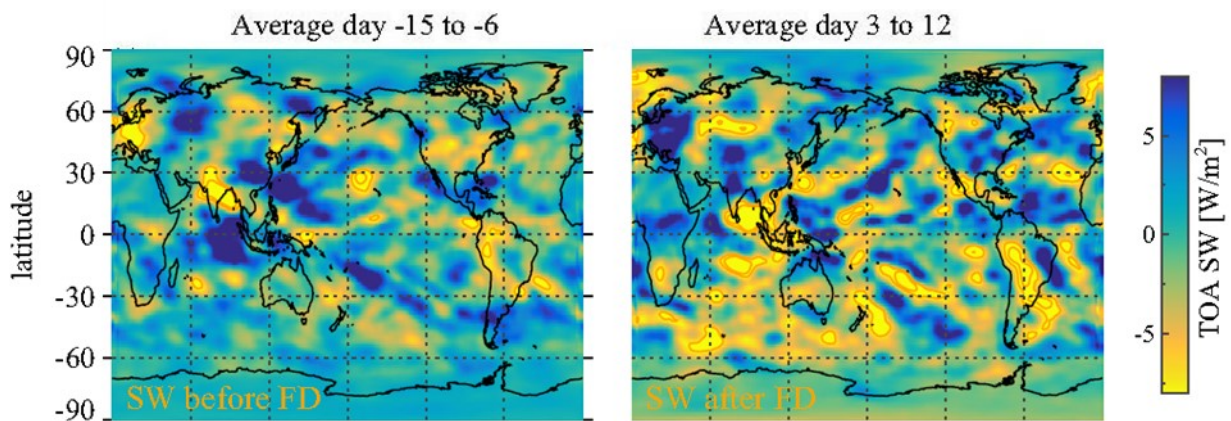 Average day -15 to -6
Average day 3 to 12
90
60
30
0
-30
-60
-90
latitude
SW before FD
SW after FD
5
0
-5
TOA SW [W/m²]